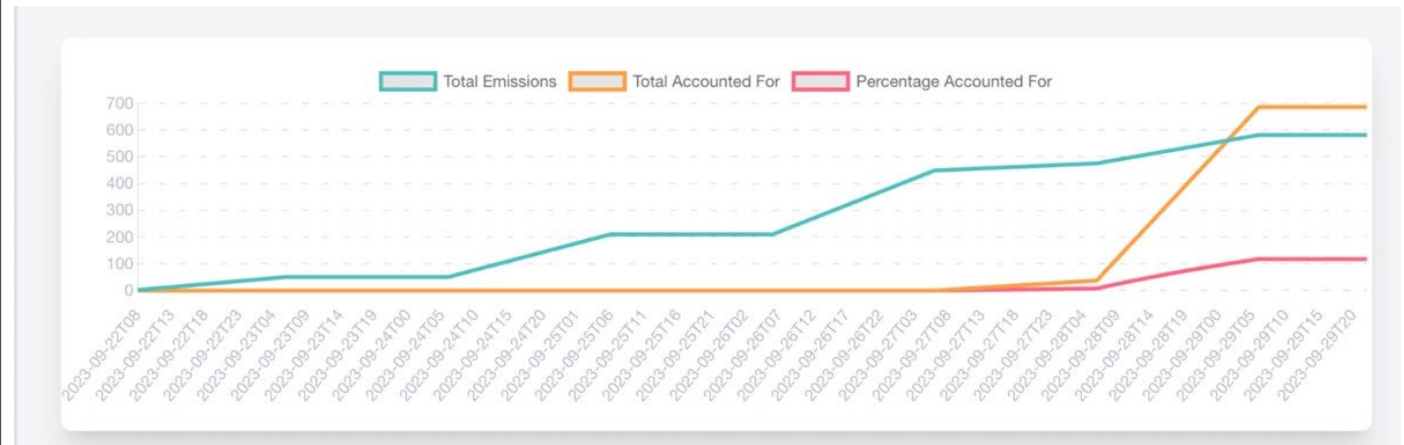 Total Emissions Total Accounted For Percentage Accounted For
700
600
500
400
300
200
100
0
2023-09-22T08
2023-09-22T13
2023-09-22T18
2023-09-22T23
2023-09-23T04
2023-09-23T09
2023-09-23T14
2023-09-23T19
2023-09-24T00
2023-09-24T05
2023-09-24T10
2023-09-24T15
2023-09-24T20
2023-09-25T01
2023-09-25T06
2023-09-25T11
2023-09-25T16
2023-09-25T21
2023-09-26T02
2023-09-26T07
2023-09-26T12
2023-09-26T17
2023-09-26T22
2023-09-27T03
2023-09-27T08
2023-09-27T13
2023-09-27T18
2023-09-27T23
2023-09-28T04
2023-09-28T09
2023-09-28T14
2023-09-28T19
2023-09-29T00
2023-09-29T05
2023-09-29T10
2023-09-29T15
2023-09-29T20